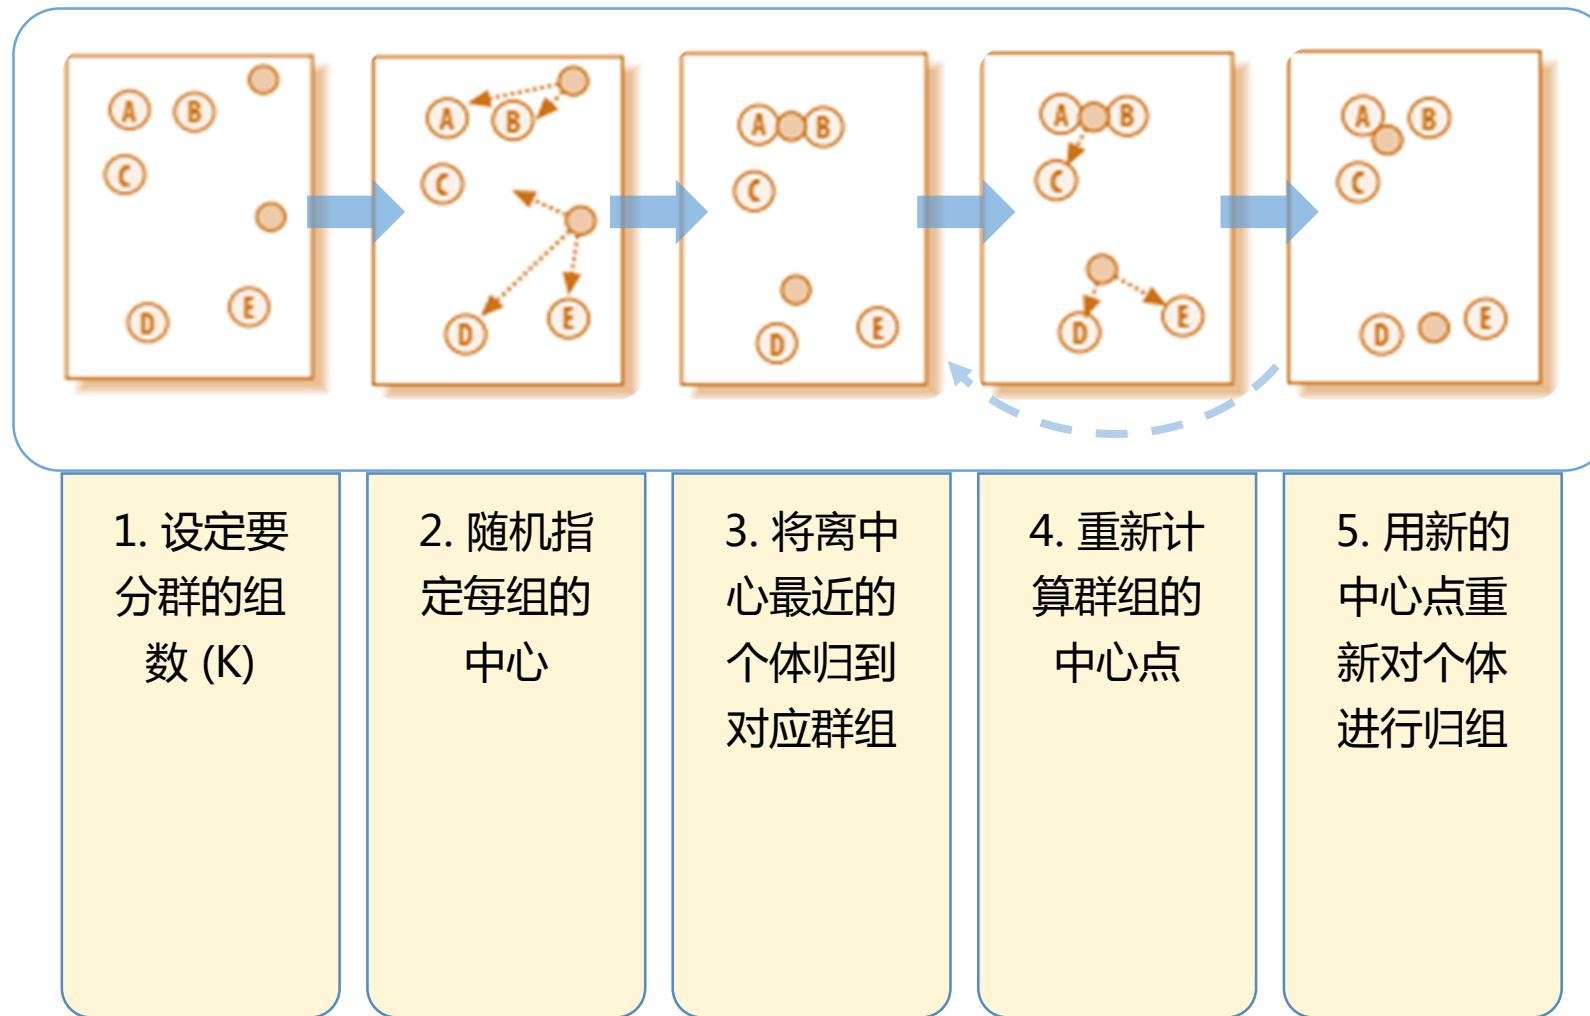 A B
C
D E
A B
C
D E
A B
C
D E
A B
C
D E
A B
C
D E
1. 设定要
分群的组
数 (K)
2. 随机指
定每组的
中心
3. 将离中
心最近的
个体归到
对应群组
4. 重新计
算群组的
中心点
5. 用新的
中心点重
新对个体
进行归组